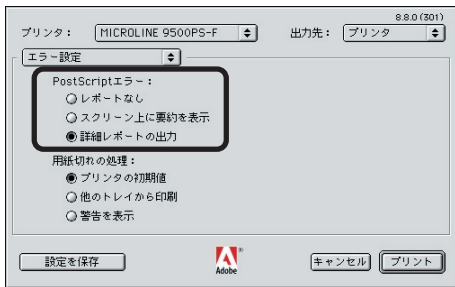 8.8.0 (301)
プリンタ： MICROLINE 9500PS-F 出力先： プリンタ
エラー設定
PostScriptエラー：
レポートなし
スクリーン上に要約を表示
詳細レポートの出力
用紙切れの処理：
プリンタの初期値
他のトレイから印刷
警告を表示
設定を保存 Adobe ® キャンセル プリント